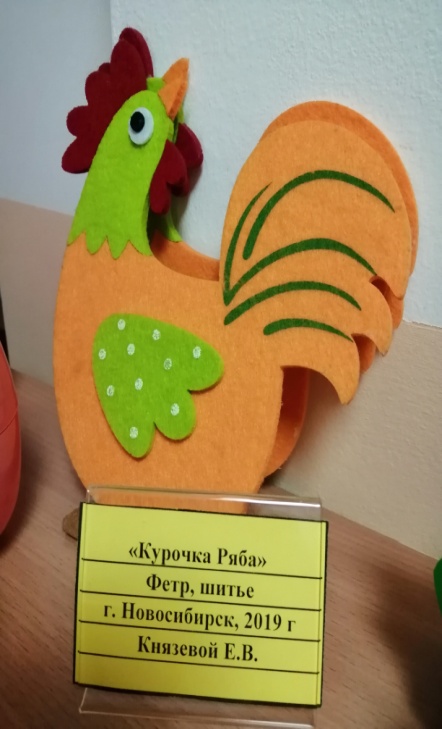 «Курочка Ряба»
Фетр, шитье
г. Новосибирск, 2019 г
Князевой Е.В.